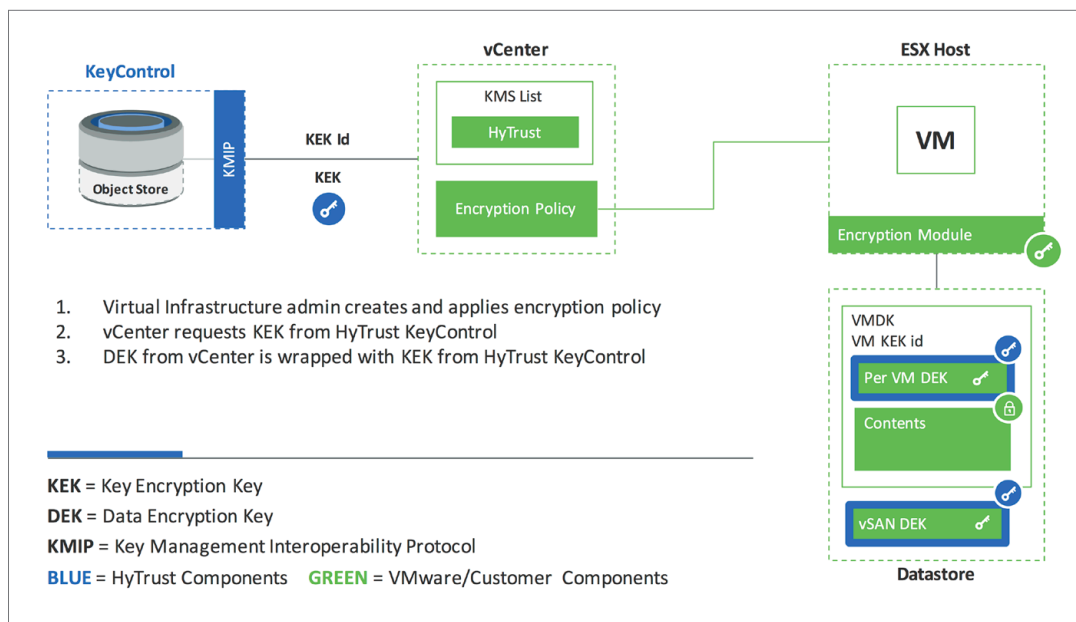 KeyControl
Object Store
KMIP
KEK Id
KEK
vCenter
KMS List
HyTrust
Encryption Policy
ESX Host
VM
Encryption Module
VMDK
VM KEK id
Per VM DEK
Contents
vSAN DEK
Datastore
1. Virtual Infrastructure admin creates and applies encryption policy
2. vCenter requests KEK from HyTrust KeyControl
3. DEK from vCenter is wrapped with KEK from HyTrust KeyControl
KEK = Key Encryption Key
DEK = Data Encryption Key
KMIP = Key Management Interoperability Protocol
BLUE = HyTrust Components GREEN = VMware/Customer Components